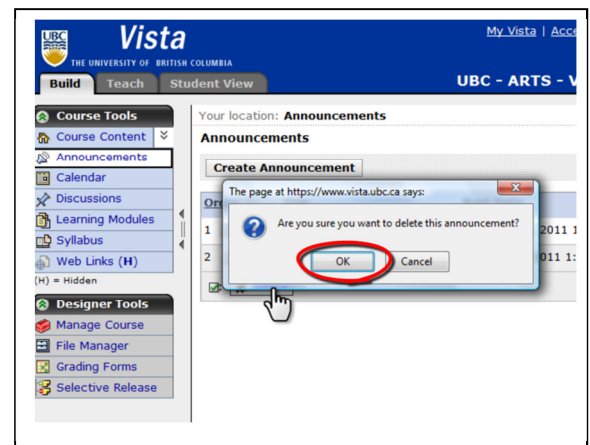 UBC Vista
THE UNIVERSITY OF BRITISH COLUMBIA
My Vista | Acce
Build Teach Student View
UBC - ARTS - V
Course Tools
Course Content
Announcements
Calendar
Discussions
Learning Modules
Syllabus
Web Links (H)
(H) = Hidden
Designer Tools
Manage Course
File Manager
Grading Forms
Selective Release
Your location: Announcements
Announcements
Create Announcement
Ord
1 2011 1
2 011 1:
The page at https://www.vista.ubc.ca says:
Are you sure you want to delete this announcement?
OK Cancel